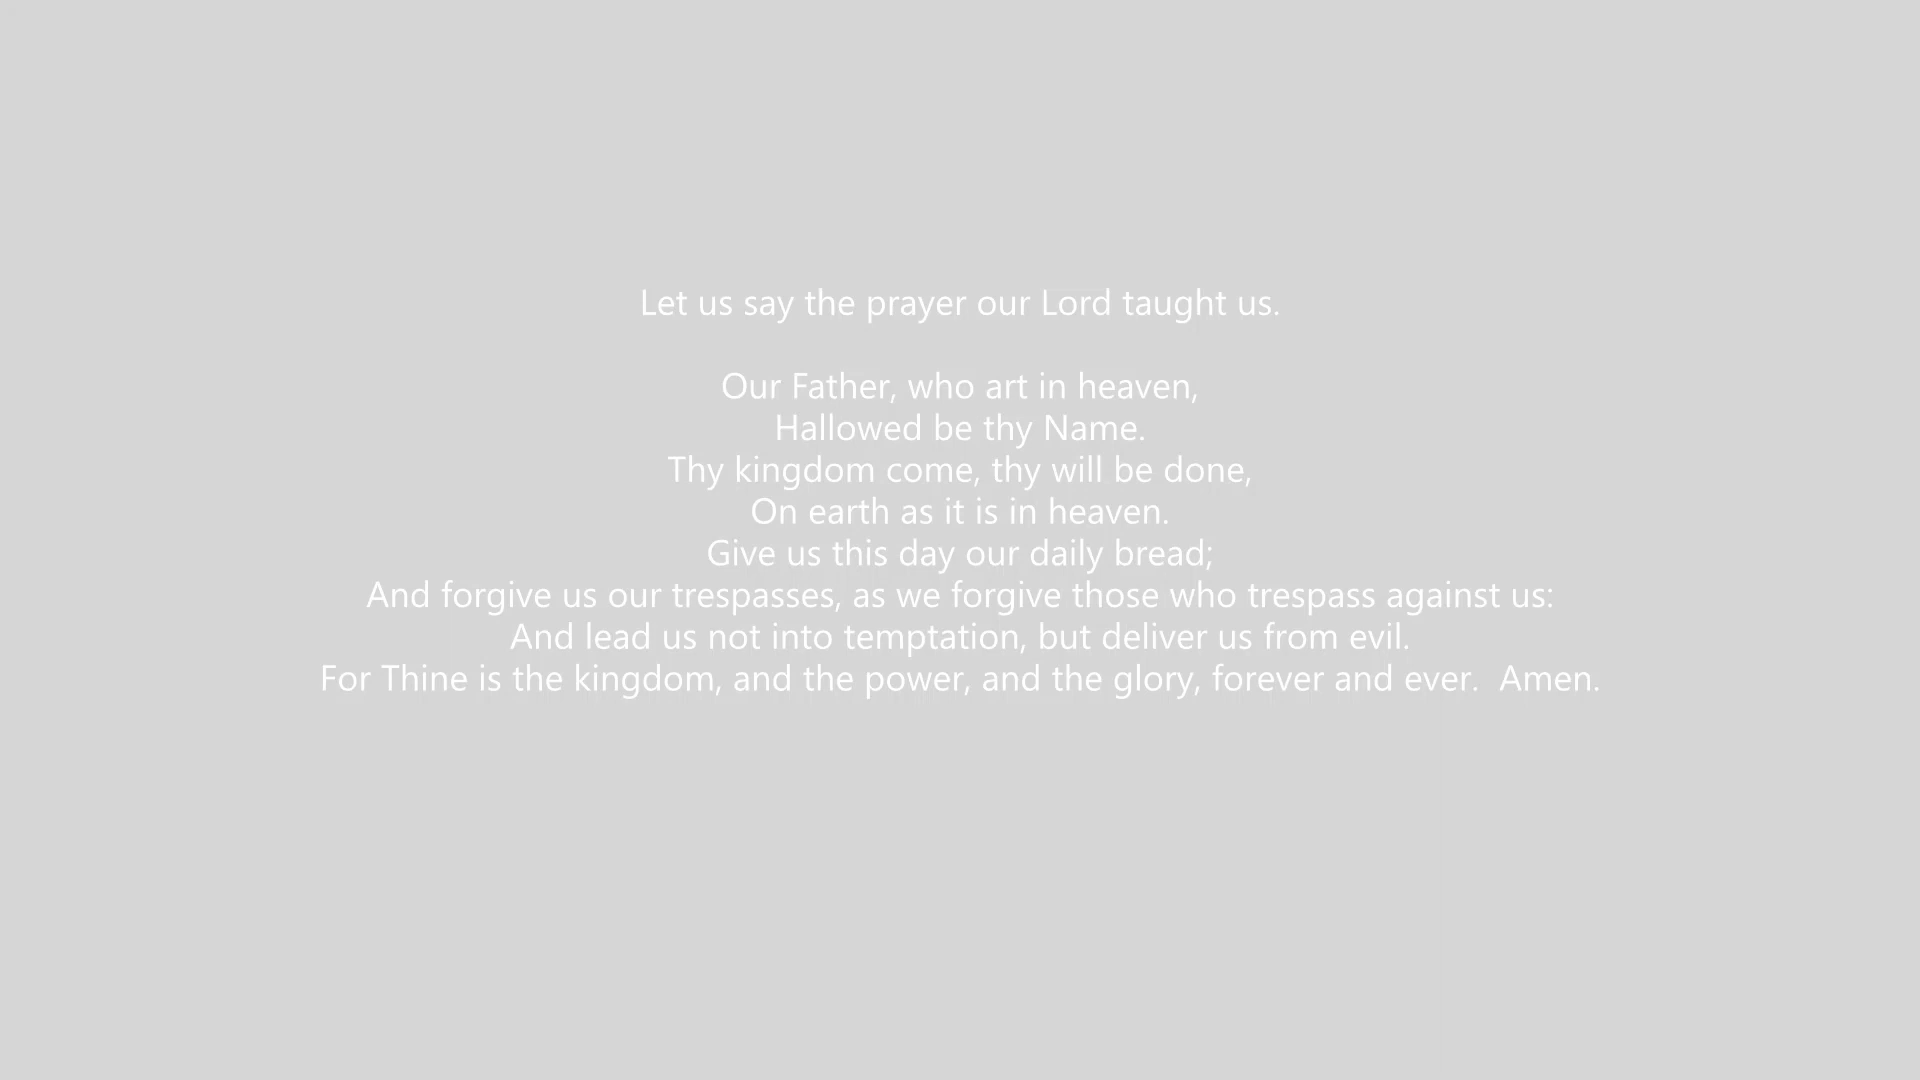 Let us say the prayer our Lord taught us.
Our Father, who art in heaven,
Hallowed be thy Name.
Thy kingdom come, thy will be done,
On earth as it is in heaven.
Give us this day our daily bread;
And forgive us our trespasses, as we forgive those who trespass against us:
And lead us not into temptation, but deliver us from evil.
For Thine is the kingdom, and the power, and the glory, forever and ever.  Amen.